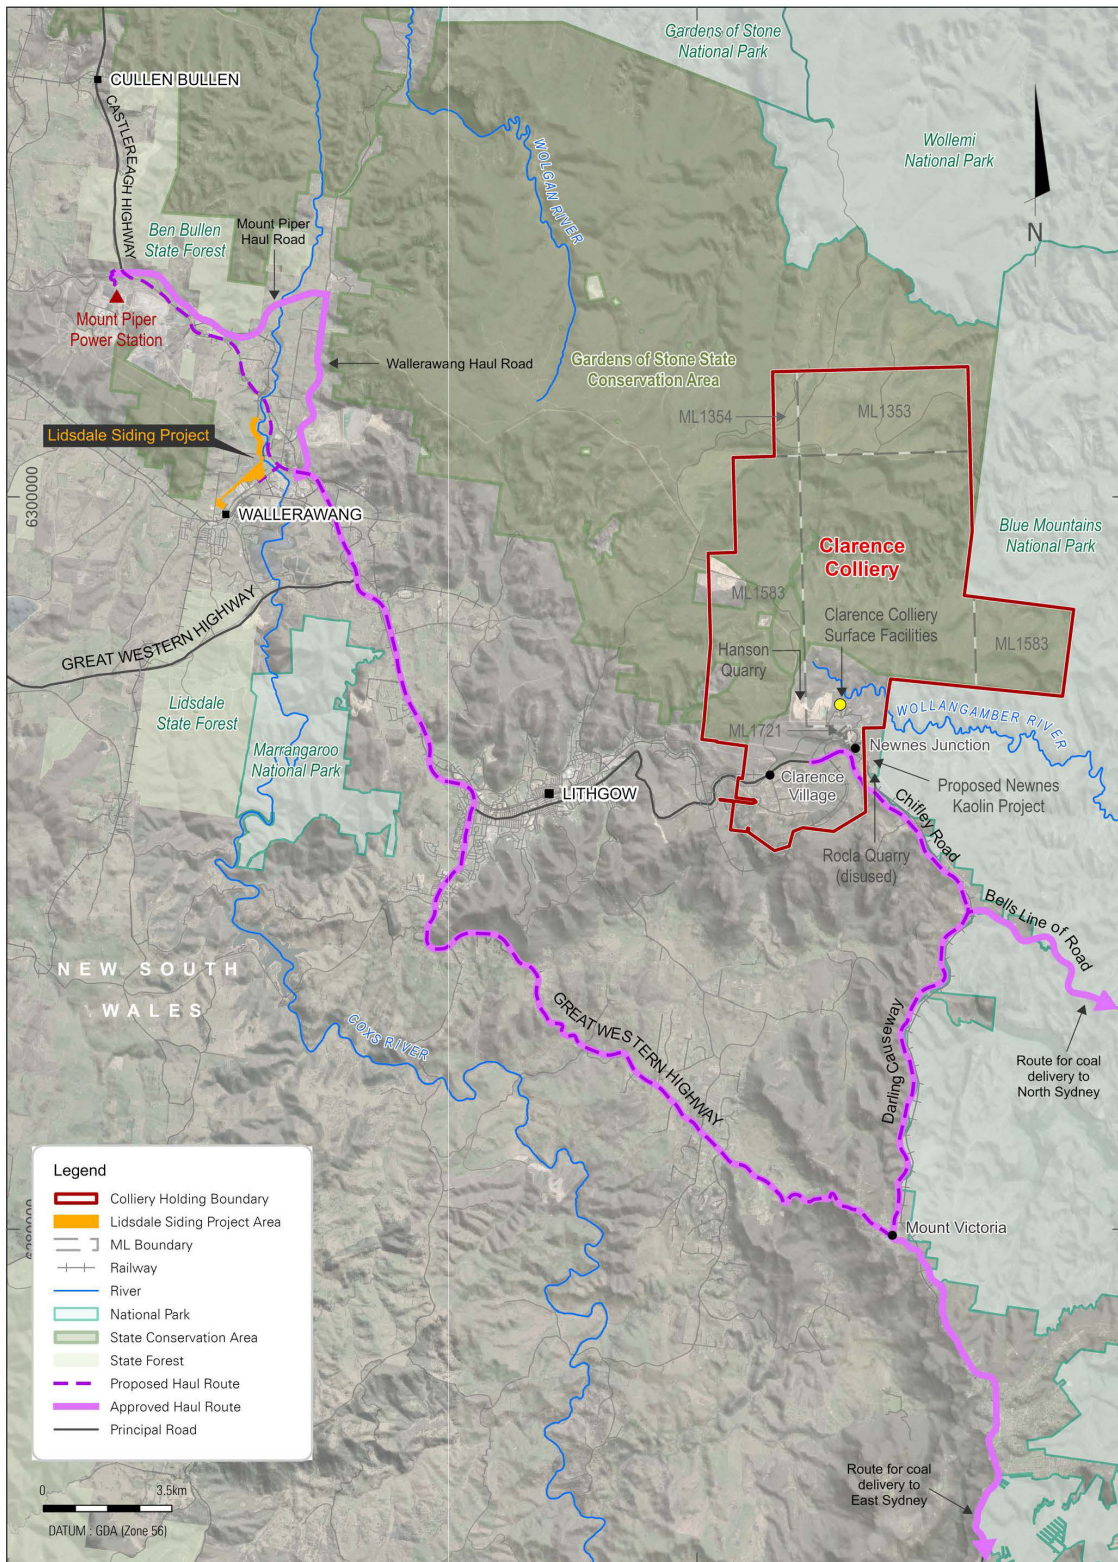 Gardens of Stone
National Park
CULLEN BULLEN
CASTLEREAGH HIGHWAY
WOLGAN RIVER
Wollemi
National Park
N
Ben Bullen
State Forest
Mount Piper
Haul Road
Mount Piper
Power Station
Wallerawang Haul Road
Gardens of Stone State
Conservation Area
ML1354
ML1353
Lidsdale Siding Project
6300000
WALLERAWANG
Blue Mountains
National Park
Clarence
Colliery
ML1583
Clarence Colliery
Surface Facilities
GREAT WESTERN HIGHWAY
Hanson
Quarry
ML1583
Lidsdale
State Forest
Marrangaroo
National Park
WOLLANGAMBER RIVER
ML1721
Newnes Junction
Clarence
Village
LITHGOW
Proposed Newnes
Kaolin Project
Chifley Road
Rocla Quarry
(disused)
Bells Line of Road
NEW SOUTH
WALES
COXS RIVER
GREAT WESTERN HIGHWAY
Darling Causeway
Route for coal
delivery to
North Sydney
Mount Victoria
Legend
Colliery Holding Boundary
Lidsdale Siding Project Area
ML Boundary
Railway
River
National Park
State Conservation Area
State Forest
Proposed Haul Route
Approved Haul Route
Principal Road
Route for coal
delivery to
East Sydney
0 3.5km
DATUM : GDA (Zone 56)